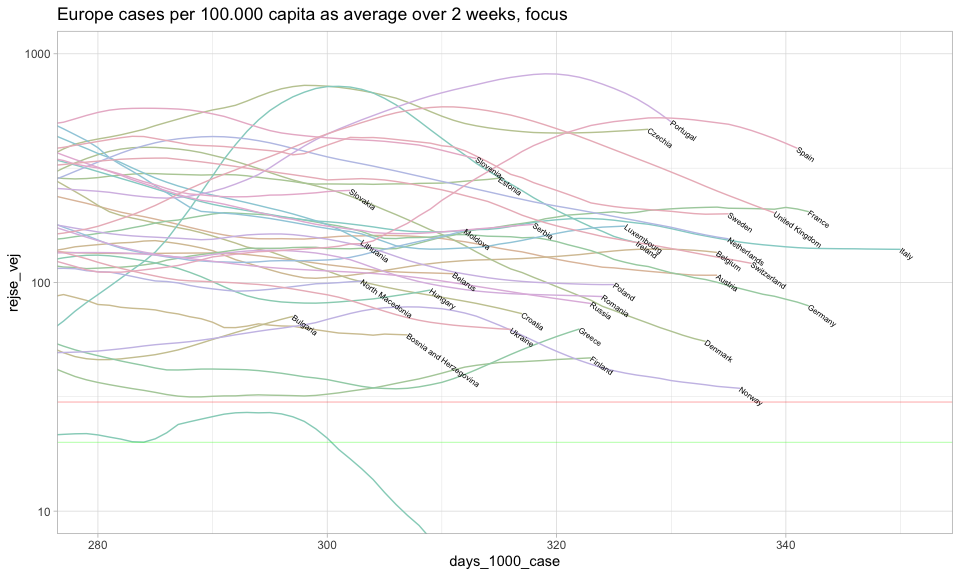 Europe cases per 100.000 capita as average over 2 weeks, focus
rejse_vej
1000
100
10
Portugal
Czechia
Spain
Slovenia
Estonia
Slovakia
France
United Kingdom
Sweden
Serbia
Moldova
Luxembourg
Ireland
Lithuania
Netherlands
Belgium
Italy
Switzerland
Austria
Belarus
North Macedonia
Hungary
Poland
Romania
Russia
Germany
Croatia
Bulgaria
Ukraine
Greece
Bosnia and Herzegovina
Denmark
Finland
Norway
280
300
320
340
days_1000_case